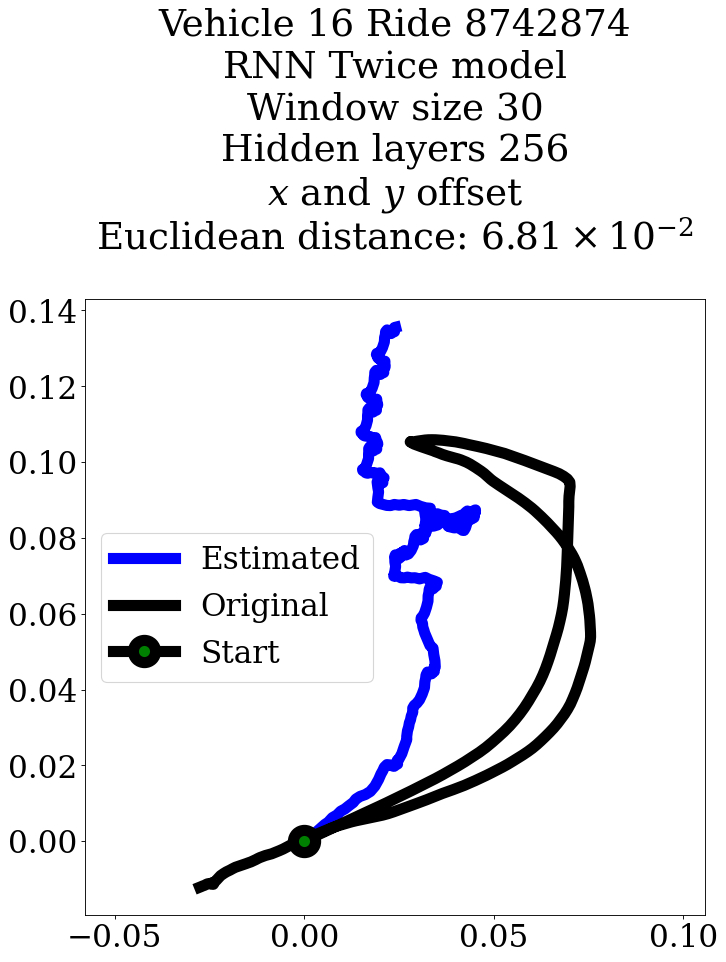 Vehicle 16 Ride 8742874
RNN Twice model
Window size 30
Hidden layers 256
x and y offset
Euclidean distance: 6.81 × 10⁻²
0.14
0.12
0.10
0.08
0.06
0.04
0.02
0.00
Estimated
Original
Start
−0.05 0.00 0.05 0.10